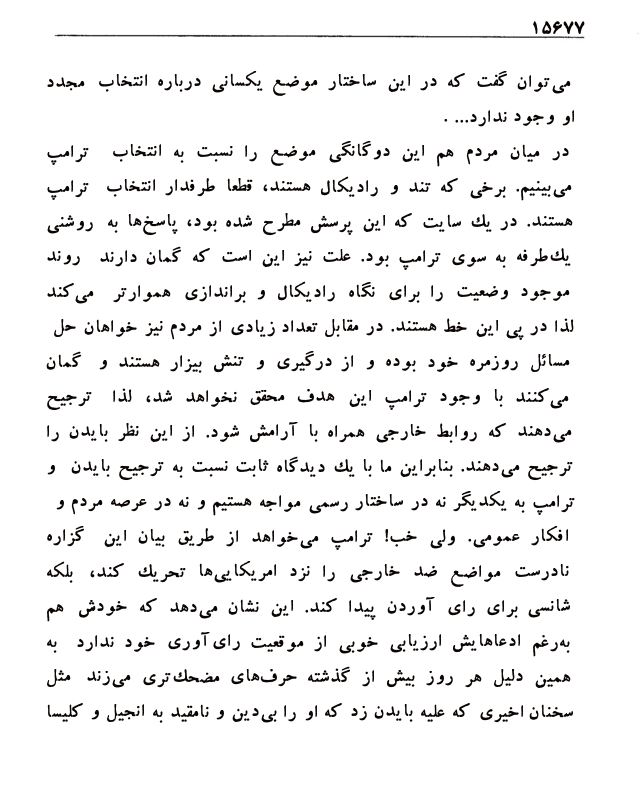 ۱۵۶۷۷
می‌توان گفت که در این ساختار موضع یکسانی درباره انتخاب مجدد
او وجود ندارد... .
در میان مردم هم این دوگانگی موضع را نسبت به انتخاب ترامپ
می‌بینیم. برخی که تند و رادیکال هستند، قطعا طرفدار انتخاب ترامپ
هستند. در یك سایت که این پرسش مطرح شده بود، پاسخ‌ها به روشنی
یك‌طرفه به سوی ترامپ بود. علت نیز این است که گمان دارند روند
موجود وضعیت را برای نگاه رادیکال و براندازی هموارتر می‌کند
لذا در پی این خط هستند. در مقابل تعداد زیادی از مردم نیز خواهان حل
مسائل روزمره خود بوده و از درگیری و تنش بیزار هستند و گمان
می‌کنند با وجود ترامپ این هدف محقق نخواهد شد، لذا ترجیح
می‌دهند که روابط خارجی همراه با آرامش شود. از این نظر بایدن را
ترجیح می‌دهند. بنابراین ما با یك دیدگاه ثابت نسبت به ترجیح بایدن و
ترامپ به یکدیگر نه در ساختار رسمی مواجه هستیم و نه در عرصه مردم و
افکار عمومی. ولی خب! ترامپ می‌خواهد از طریق بیان این گزاره
نادرست مواضع ضد خارجی را نزد امریکایی‌ها تحریك کند، بلکه
شانسی برای رای آوردن پیدا کند. این نشان می‌دهد که خودش هم
به‌رغم ادعاهایش ارزیابی خوبی از موقعیت رای‌آوری خود ندارد به
همین دلیل هر روز بیش از گذشته حرف‌های مضحك‌تری می‌زند مثل
سخنان اخیری که علیه بایدن زد که او را بی‌دین و نامقید به انجیل و کلیسا